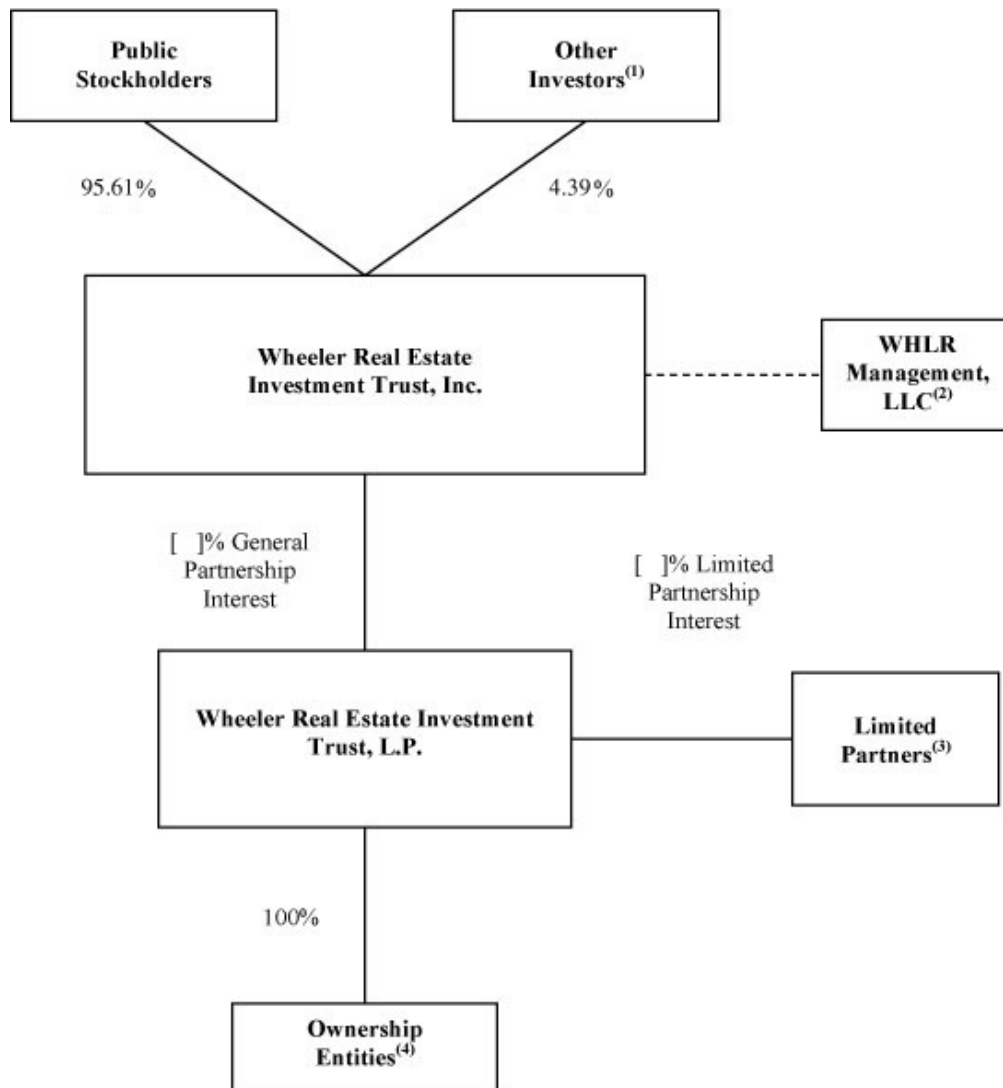 Public
Stockholders
Other
Investors(1)
95.61%
4.39%
Wheeler Real Estate
Investment Trust, Inc.
WHLR
Management,
LLC(2)
[ ]% General
Partnership
Interest
[ ]% Limited
Partnership
Interest
Wheeler Real Estate Investment
Trust, L.P.
Limited
Partners(3)
100%
Ownership
Entities(4)